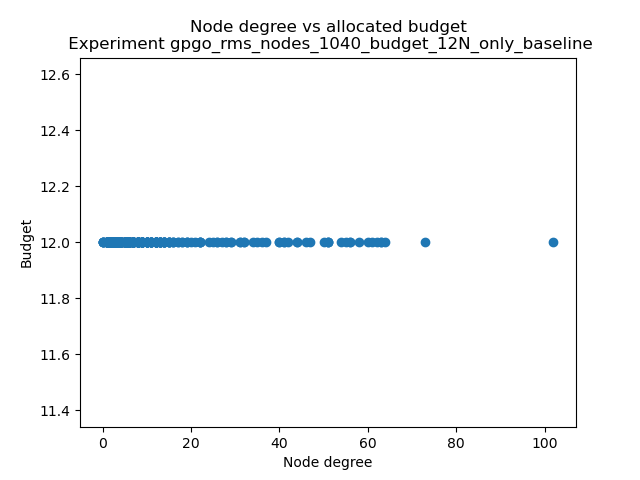 Node degree vs allocated budget
Experiment gpgo_rms_nodes_1040_budget_12N_only_baseline
12.6
12.4
12.2
12.0
11.8
11.6
11.4
Budget
0 20 40 60 80 100
Node degree